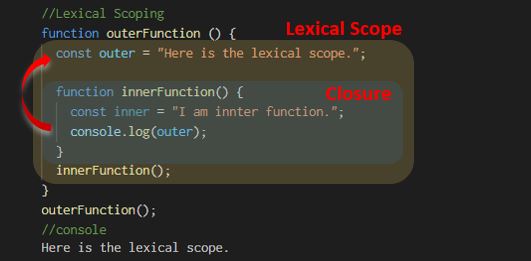 //Lexical Scoping
function outerFunction () {
Lexical Scope
const outer = "Here is the lexical scope.";
function innerFunction() {
Closure
const inner = "I am innter function.";
console.log(outer);
}
innerFunction();
}
outerFunction();
//console
Here is the lexical scope.